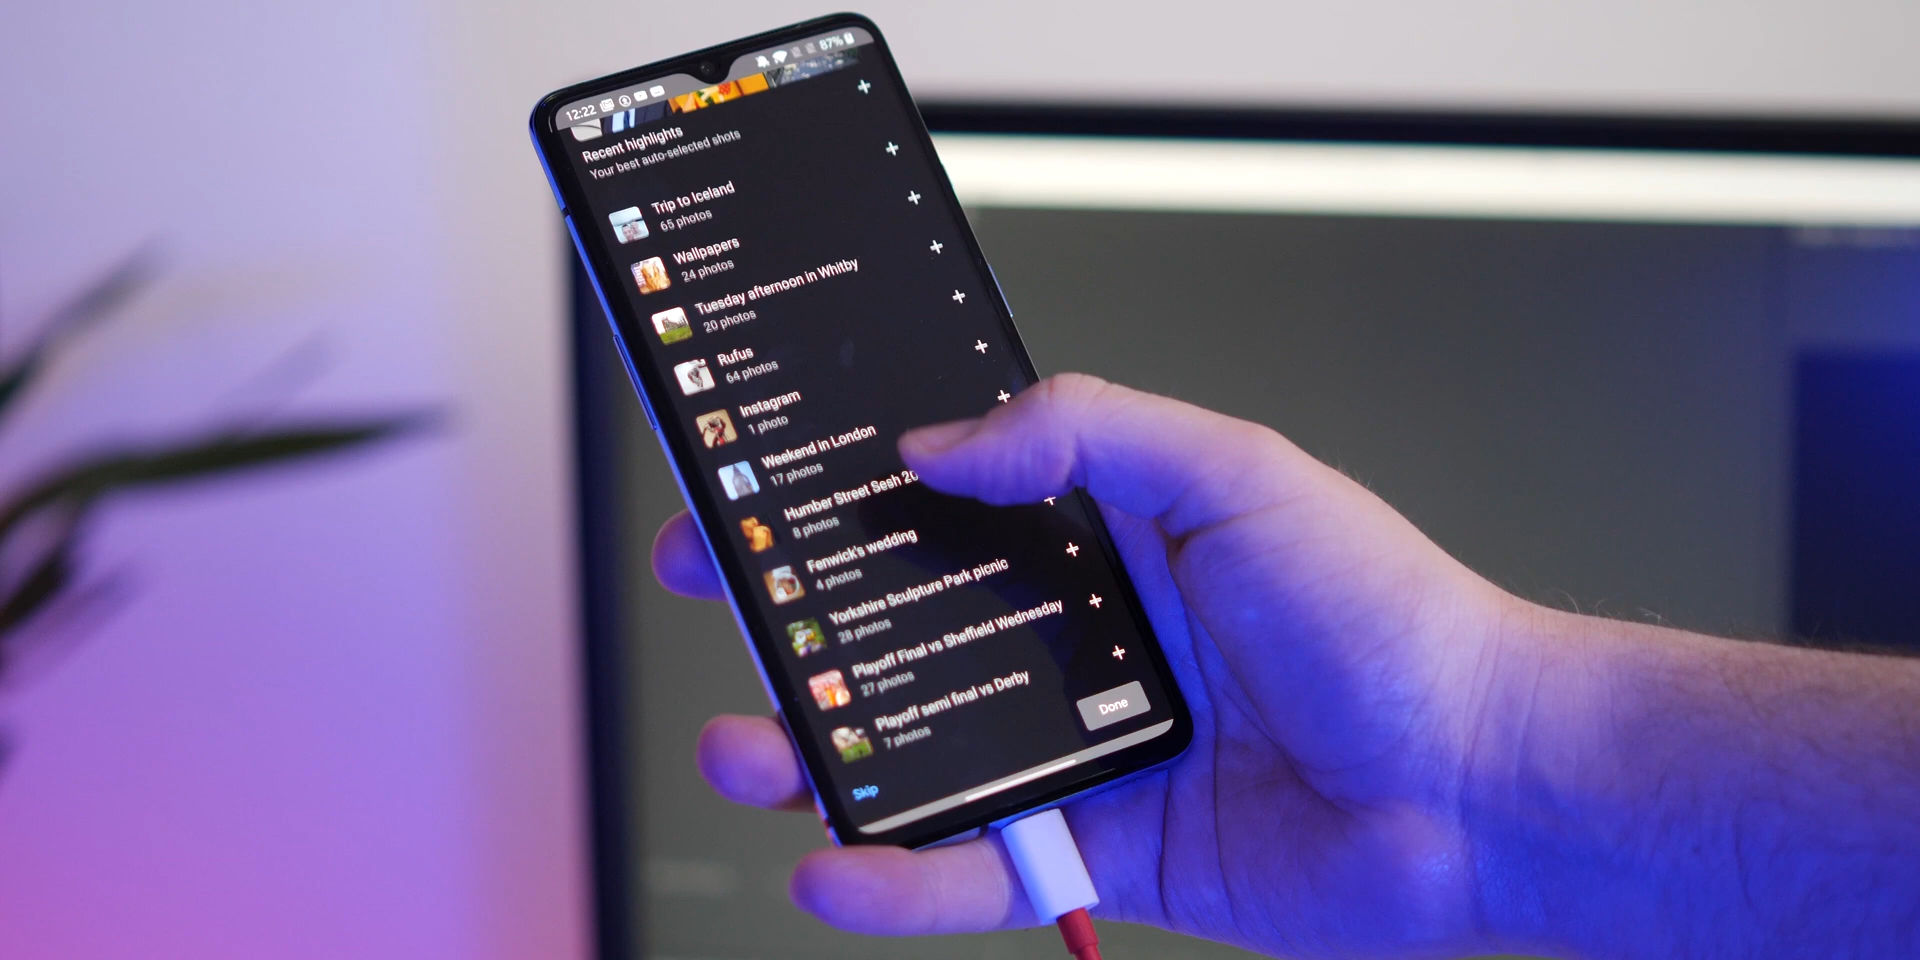 12:22
87%
Recent highlights
Your best auto-selected shots
Trip to Iceland
65 photos
Wallpapers
24 photos
Tuesday afternoon in Whitby
20 photos
Rufus
64 photos
Instagram
1 photo
Weekend in London
17 photos
Humber Street Sesh 20
8 photos
Fenwick's wedding
4 photos
Yorkshire Sculpture Park picnic
28 photos
Playoff Final vs Sheffield Wednesday
27 photos
Playoff semi final vs Derby
7 photos
Done
Skip